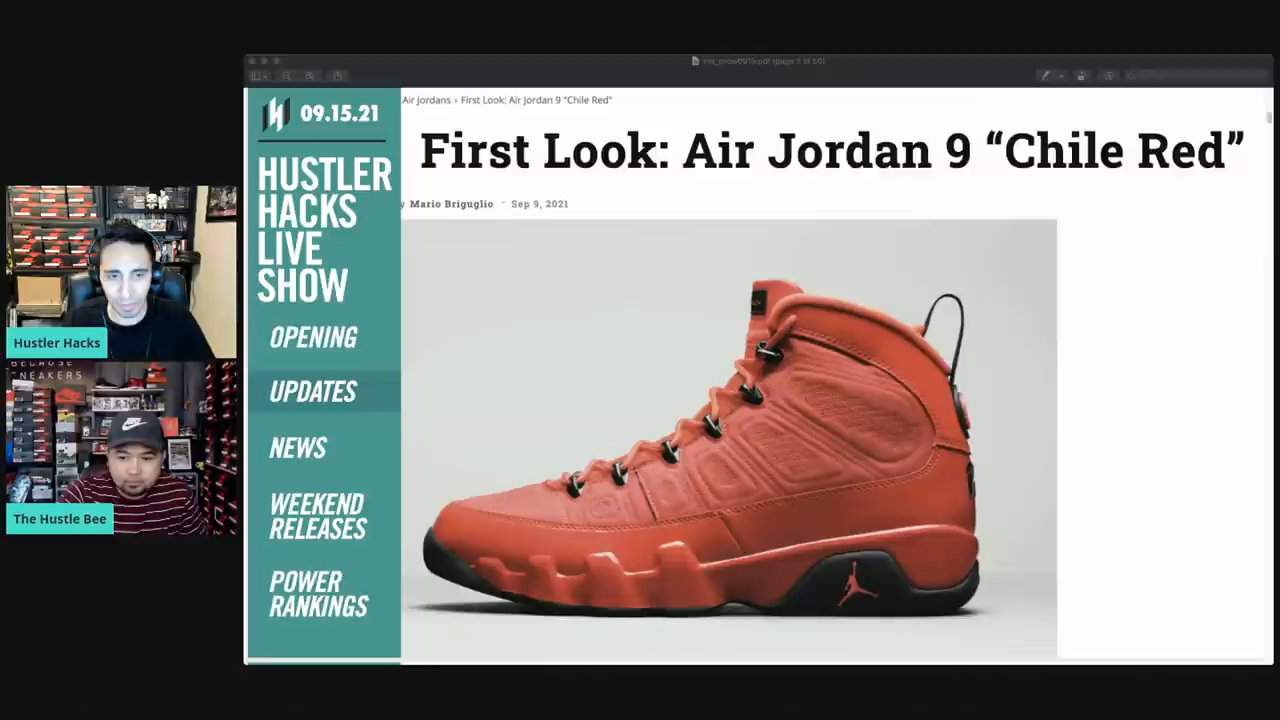 09.15.21
HUSTLER
HACKS
LIVE
SHOW
OPENING
UPDATES
NEWS
WEEKEND
RELEASES
POWER
RANKINGS
Air Jordans › First Look: Air Jordan 9 "Chile Red"
First Look: Air Jordan 9 “Chile Red”
y Mario Briguglio - Sep 9, 2021
Hustler Hacks
BECAUSE
SNEAKERS
The Hustle Bee